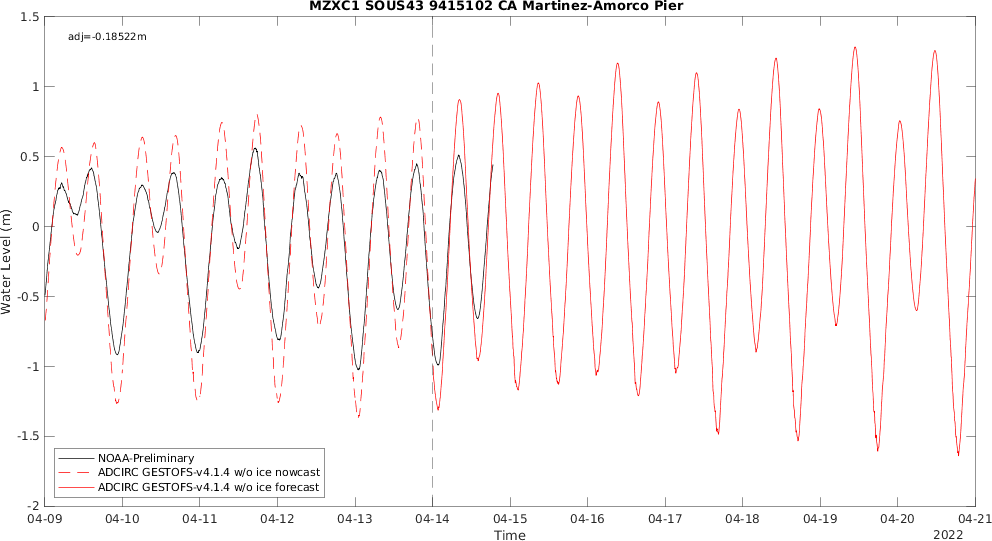 MZXC1 SOUS43 9415102 CA Martinez-Amorco Pier
adj=-0.18522m
1.5
1
0.5
0
-0.5
-1
-1.5
-2
Water Level (m)
NOAA-Preliminary
ADCIRC GESTOFS-v4.1.4 w/o ice nowcast
ADCIRC GESTOFS-v4.1.4 w/o ice forecast
04-09 04-10 04-11 04-12 04-13 04-14 04-15 04-16 04-17 04-18 04-19 04-20 04-21
Time
2022